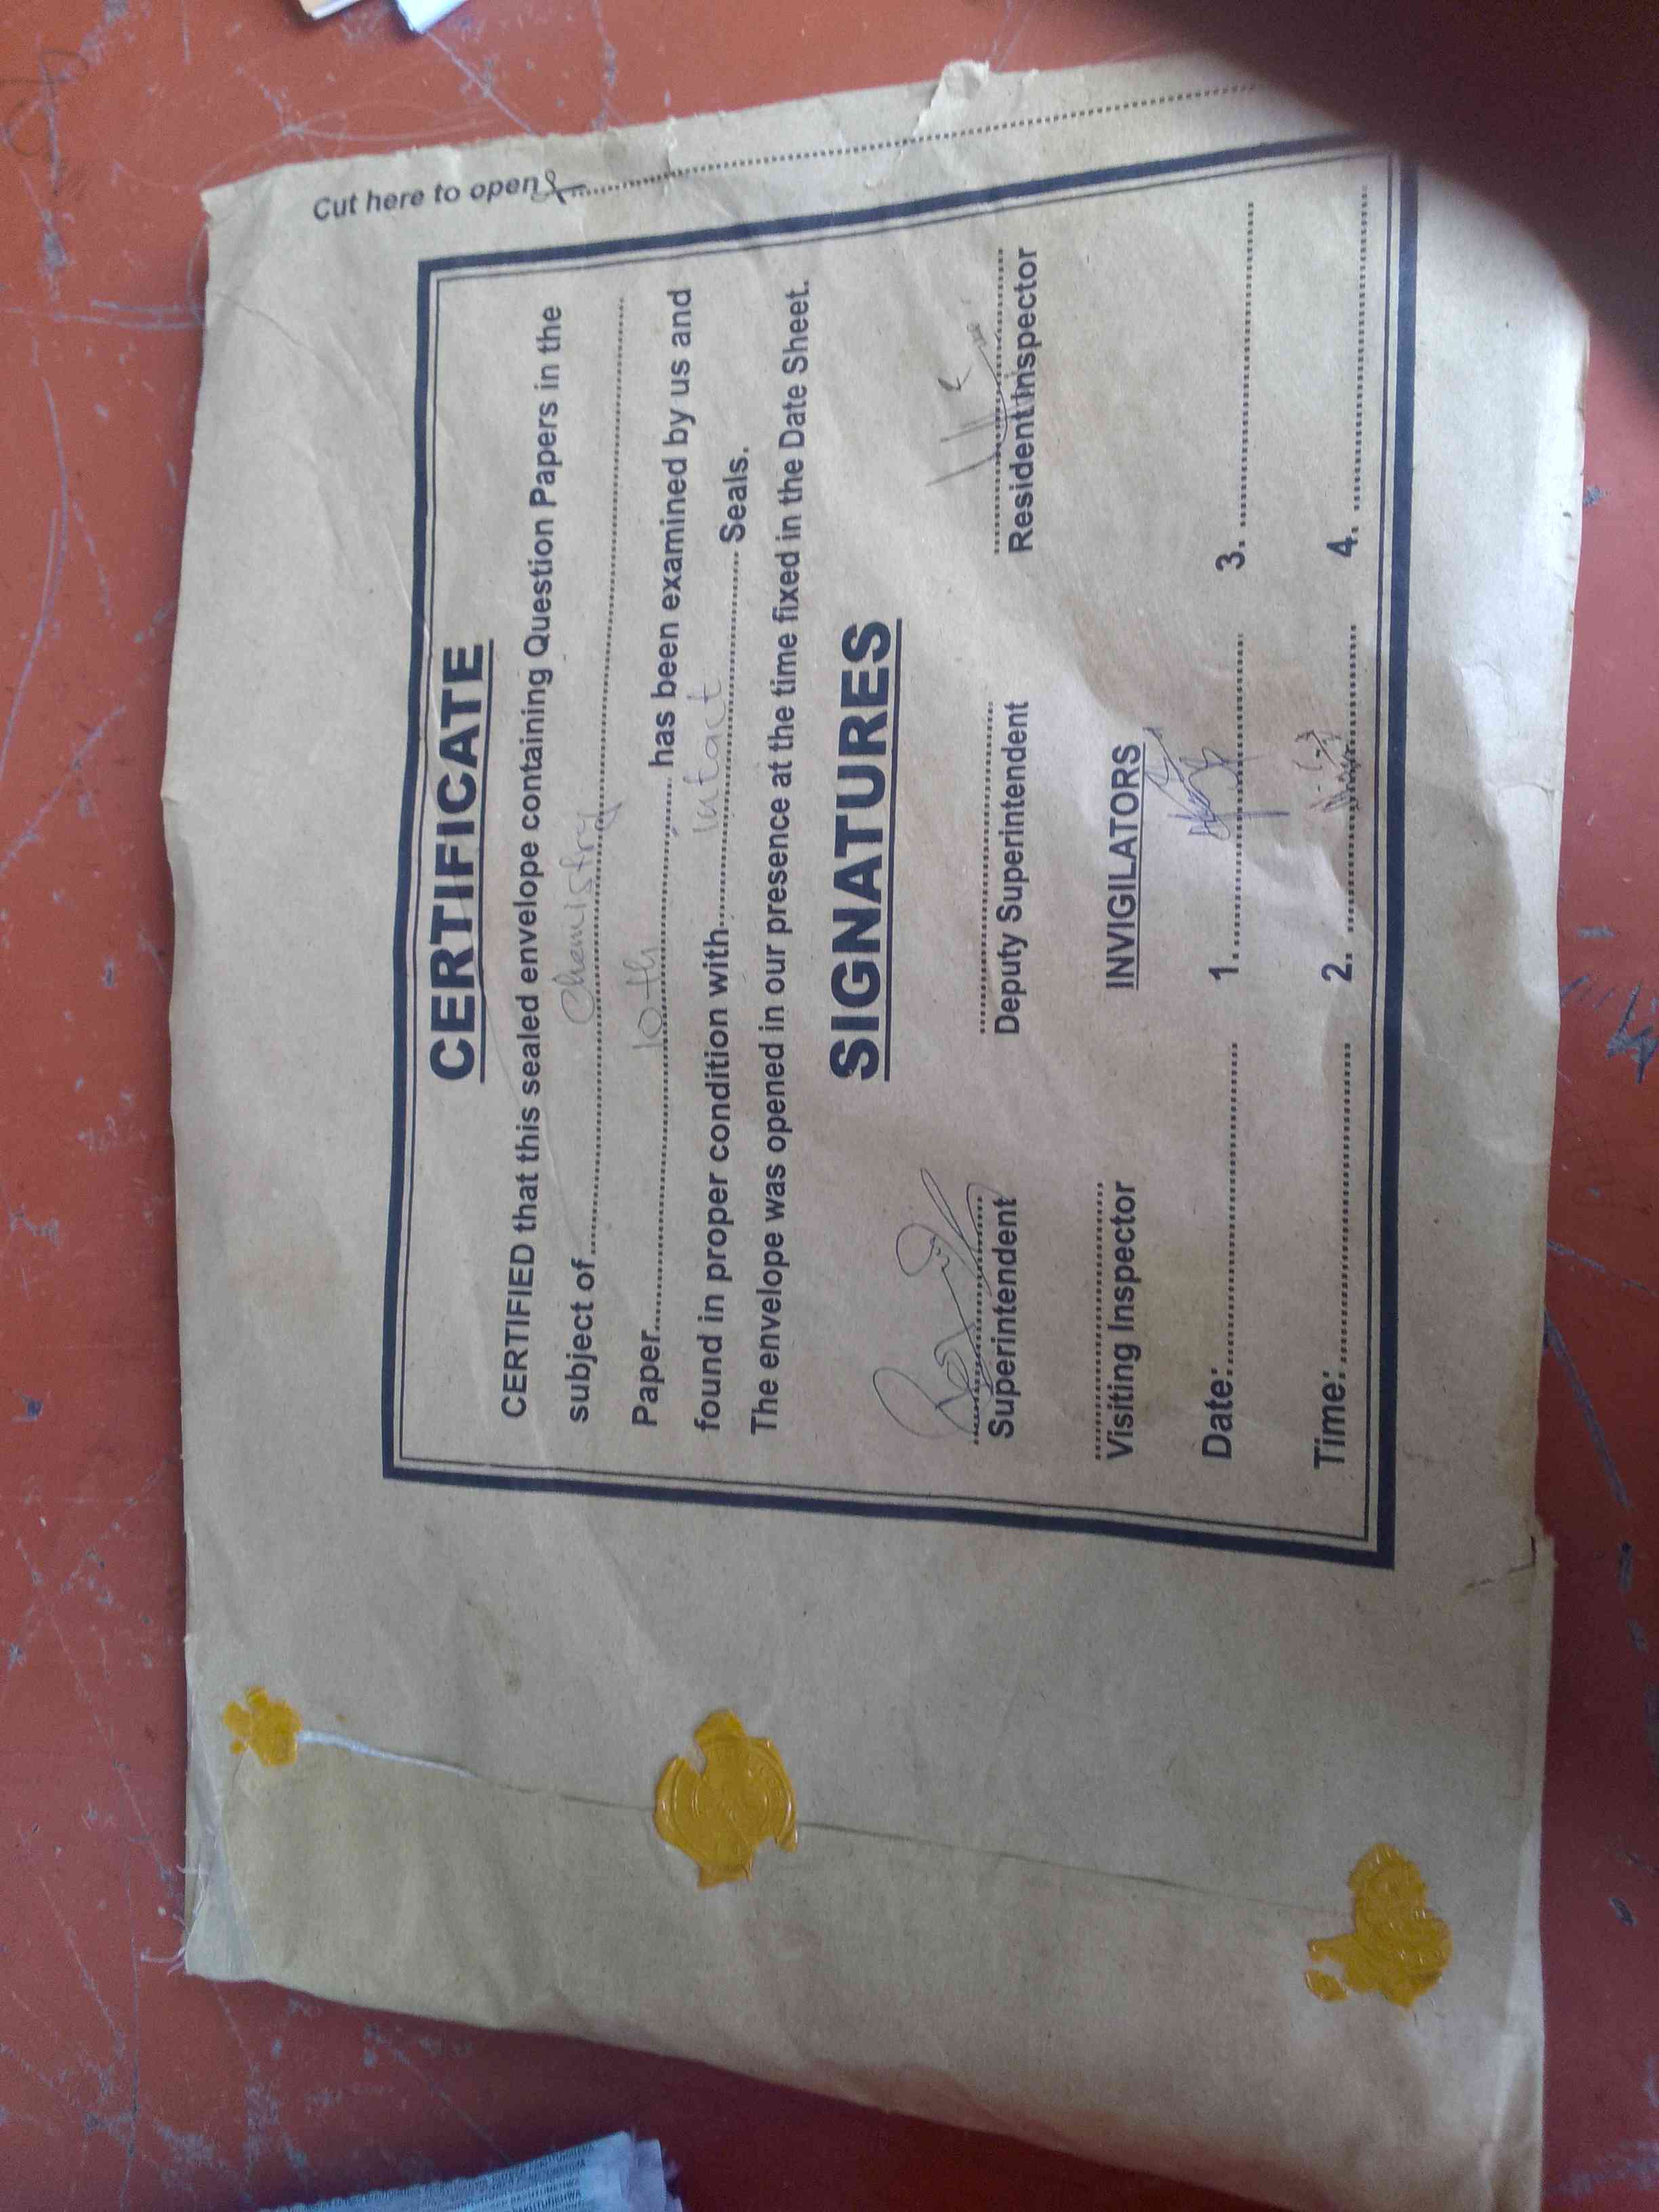 Cut here to open
CERTIFICATE
CERTIFIED that this sealed envelope containing Question Papers in the
subject of Chemistry
Paper 10th has been examined by us and
found in proper condition with Intact Seals.
The envelope was opened in our presence at the time fixed in the Date Sheet.
SIGNATURES
Superintendent Deputy Superintendent Resident Inspector
Visiting Inspector INVIGILATORS
Date: 1. 3.
Time: 2. 4.